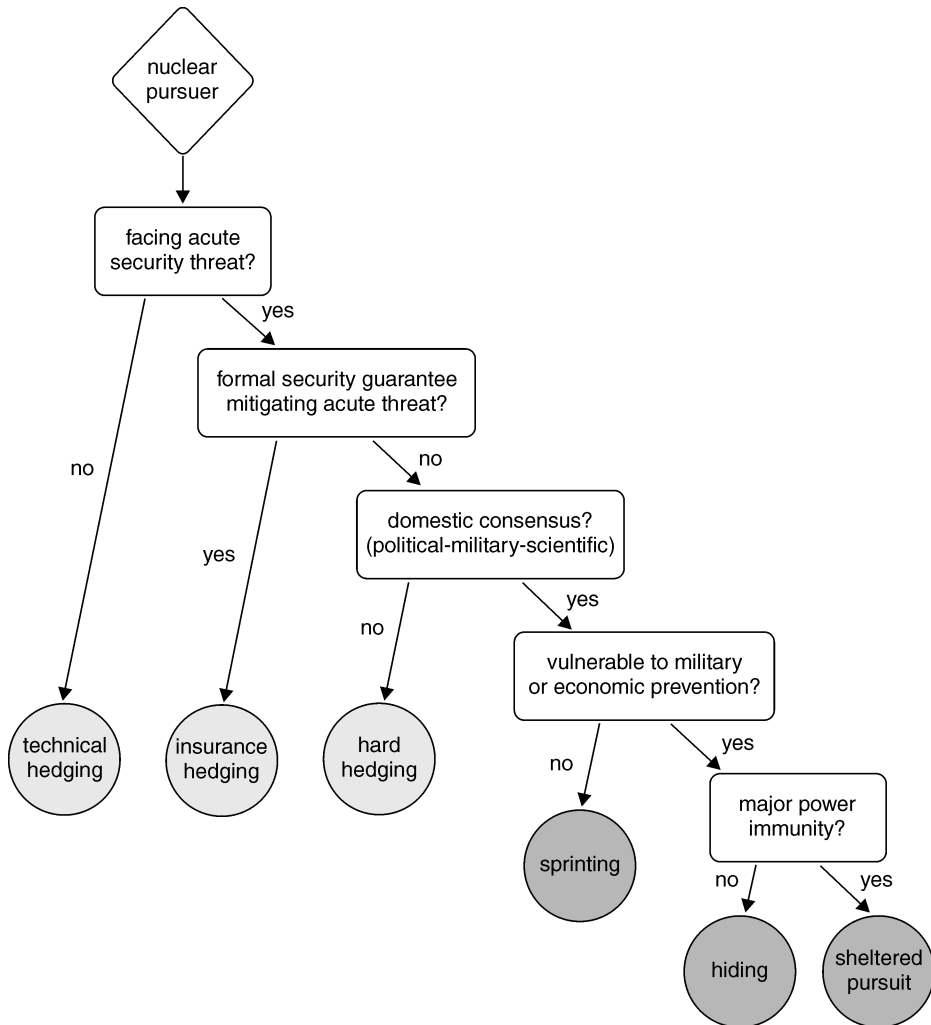 nuclear
pursuer
facing acute
security threat?
yes
formal security guarantee
mitigating acute threat?
no
no
domestic consensus?
(political-military-scientific)
yes
yes
no
vulnerable to military
or economic prevention?
technical
hedging
insurance
hedging
hard
hedging
no
yes
major power
immunity?
sprinting
no
yes
hiding
sheltered
pursuit